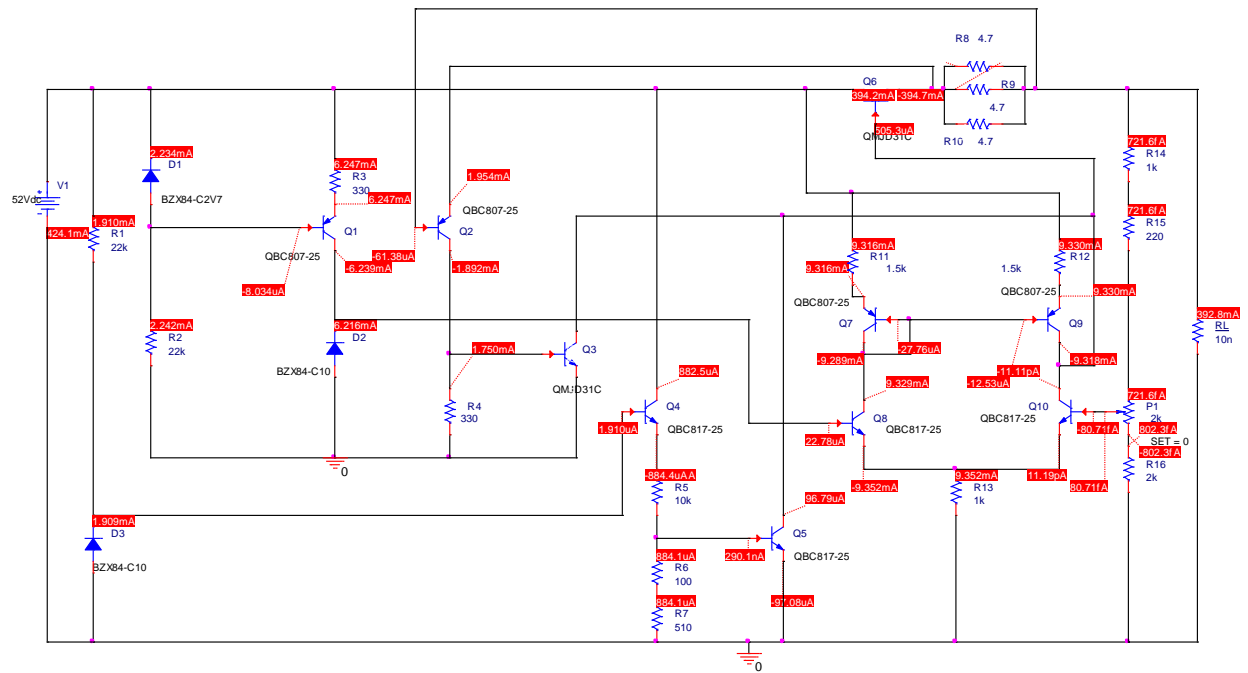 R8 4.7
Q6
394.2mA
-394.7mA
R9
4.7
505.3uA
QMJD31C
R10 4.7
721.6fA
R14
1k
2.234mA
D1
BZX84-C2V7
6.247mA
R3
330
1.954mA
V1
52Vdc
6.247mA
1.910mA
R1
22k
424.1mA
Q1
QBC807-25
-61.38uA
Q2
QBC807-25
-6.239mA
-1.892mA
-8.034uA
721.6fA
R15
220
9.316mA
R11
1.5k
9.316mA
9.330mA
R12
1.5k
QBC807-25
QBC807-25
9.330mA
Q7
Q9
-27.76uA
-11.11pA
-9.289mA
-9.318mA
-12.53uA
392.8mA
RL
10n
2.242mA
R2
22k
6.216mA
D2
BZX84-C10
1.750mA
Q3
QMJD31C
R4
330
882.5uA
9.329mA
Q4
QBC817-25
1.910uA
Q8
QBC817-25
22.78uA
Q10
QBC817-25
-80.71fA
721.6fA
P1
2k
802.3fA
SET = 0
-802.3fA
R16
2k
0
-884.4uA
R5
10k
-9.352mA
9.352mA
R13
1k
11.19pA
80.71fA
1.909mA
D3
BZX84-C10
96.79uA
Q5
QBC817-25
290.1nA
884.1uA
R6
100
884.1uA
R7
510
-97.08uA
0